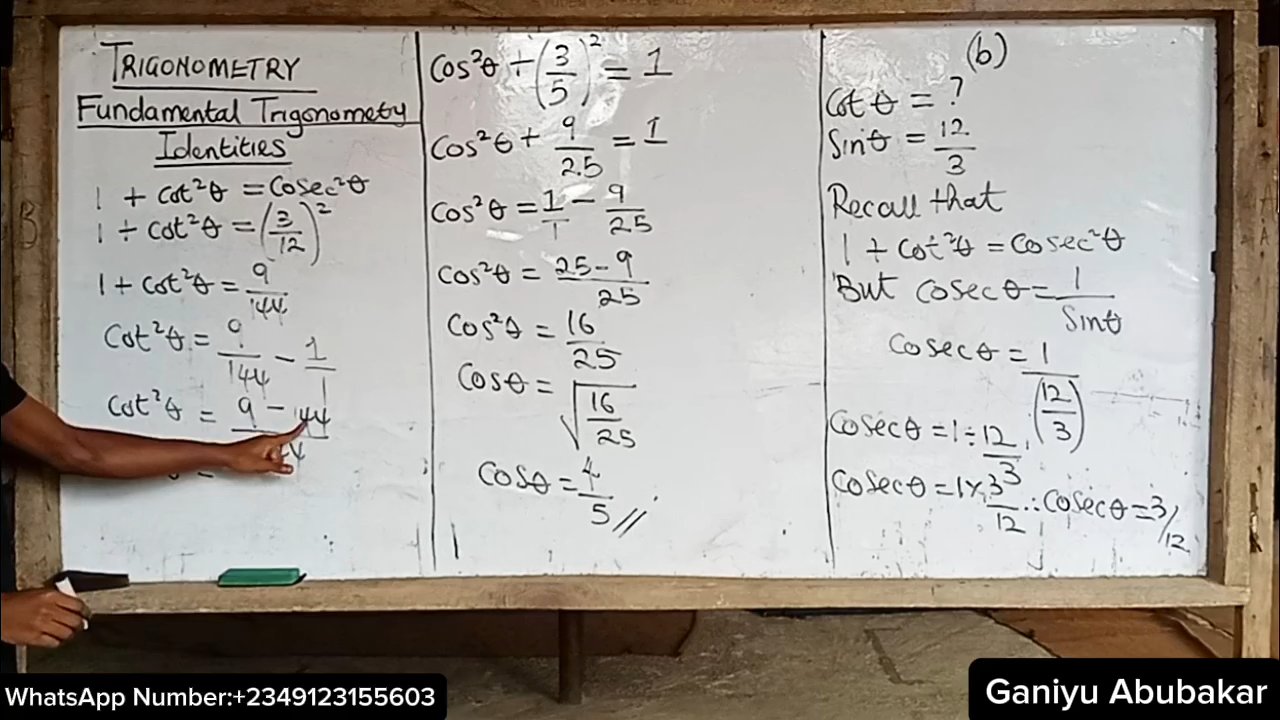 TRIGONOMETRY
Fundamental Trigonometry
Identities
1 + cot²θ = cosec²θ
1 + cot²θ = (3/12)²
1 + cot²θ = 9/144
Cot²θ = 9/144 - 1/1
Cot²θ = 9 -
Cos²θ + (3/5)² = 1
Cos²θ + 9/25 = 1
Cos²θ = 1/1 - 9/25
Cos²θ = 25-9/25
Cos²θ = 16/25
Cosθ = √16/25
Cosθ = 4/5 //
(b)
Cot θ = ?
Sinθ = 12/3
Recall that
1 + cot²θ = cosec²θ
But cosecθ = 1/Sinθ
Cosecθ = 1/(12/3)
Cosecθ = 1 ÷ 12/3
Cosecθ = 1 × 3/12 ∴ cosecθ = 3/12
WhatsApp Number:+2349123155603
Ganiyu Abubakar